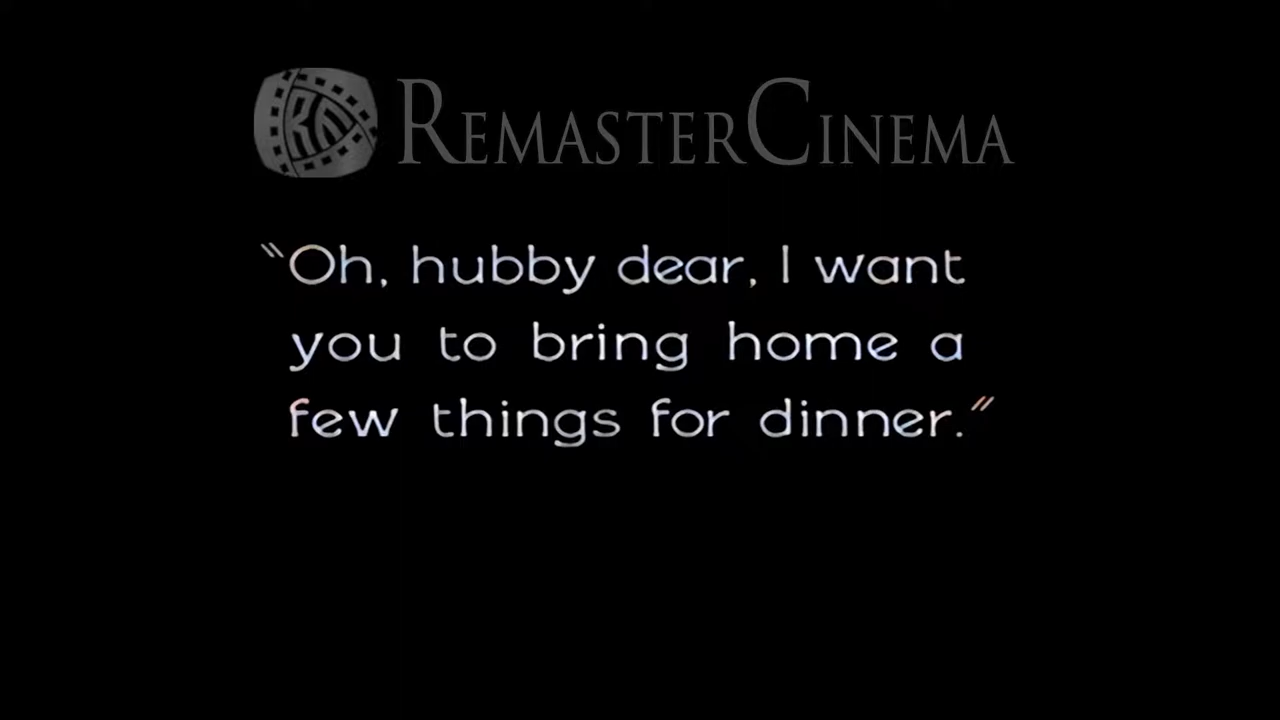 REMASTERCINEMA
"Oh, hubby dear, I want
you to bring home a
few things for dinner."